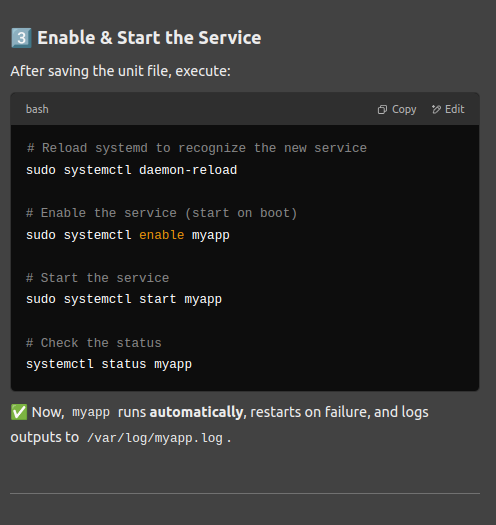 3 Enable & Start the Service
After saving the unit file, execute:
bash Copy Edit
# Reload systemd to recognize the new service
sudo systemctl daemon-reload
# Enable the service (start on boot)
sudo systemctl enable myapp
# Start the service
sudo systemctl start myapp
# Check the status
systemctl status myapp
✅ Now, myapp runs automatically, restarts on failure, and logs
outputs to /var/log/myapp.log.